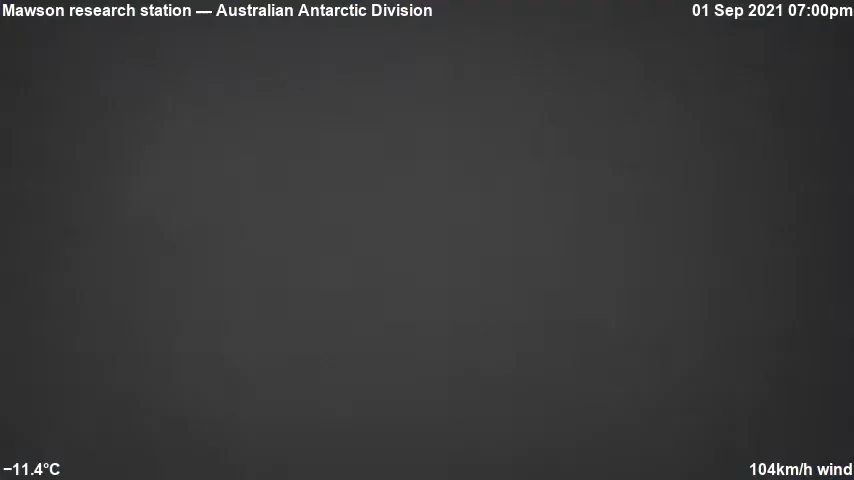 Mawson research station — Australian Antarctic Division
01 Sep 2021 07:00pm
−11.4°C
104km/h wind